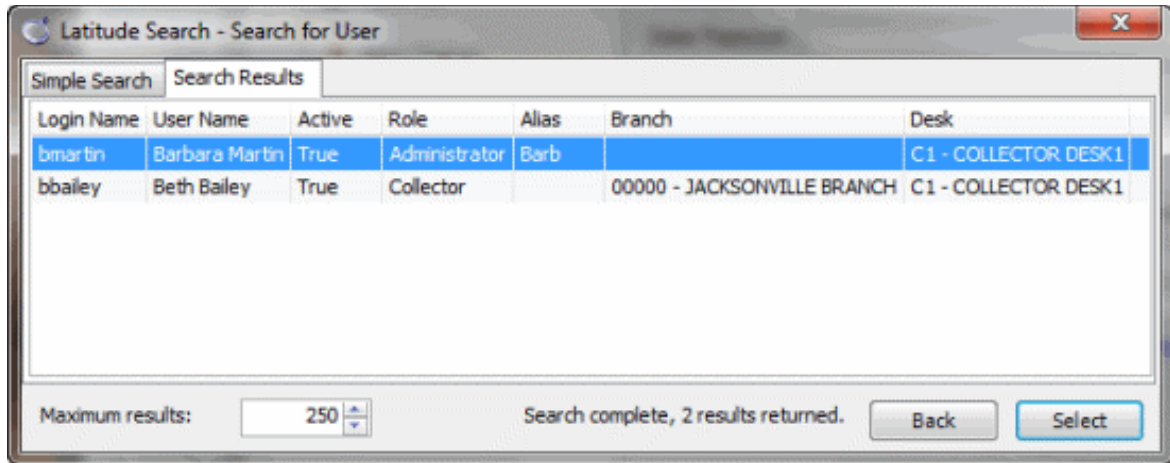 Latitude Search - Search for User
Simple Search Search Results
Login Name User Name Active Role Alias Branch Desk
bmartin Barbara Martin True Administrator Barb C1 - COLLECTOR DESK1
bbailey Beth Bailey True Collector 00000 - JACKSONVILLE BRANCH C1 - COLLECTOR DESK1
Maximum results: 250 Search complete, 2 results returned. Back Select